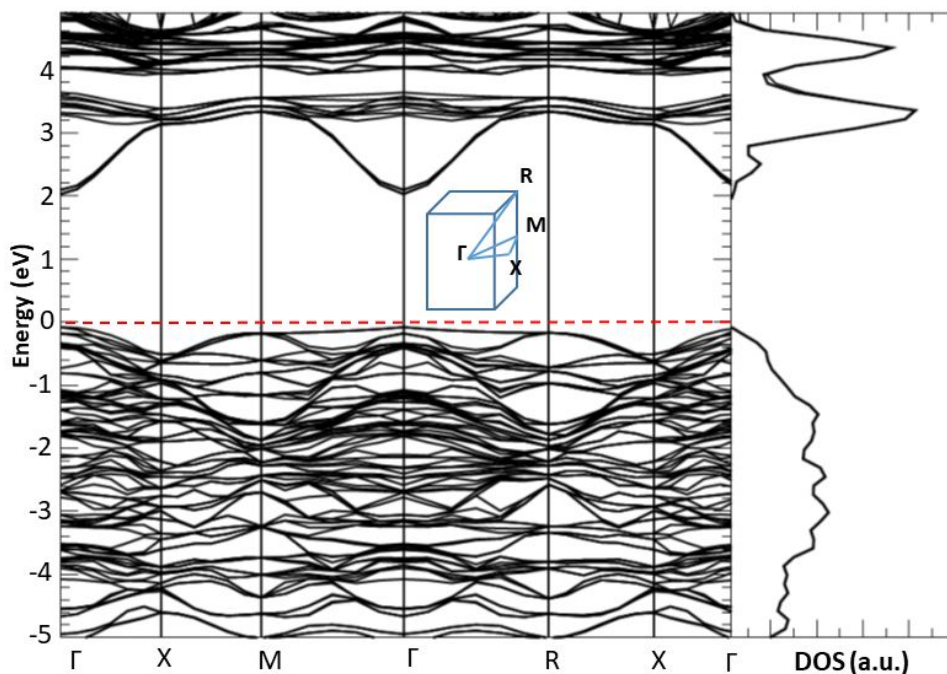 Energy (eV)
4
3
2
1
0
-1
-2
-3
-4
-5
R
M
Γ
X
Γ X M Γ R X Γ DOS (a.u.)